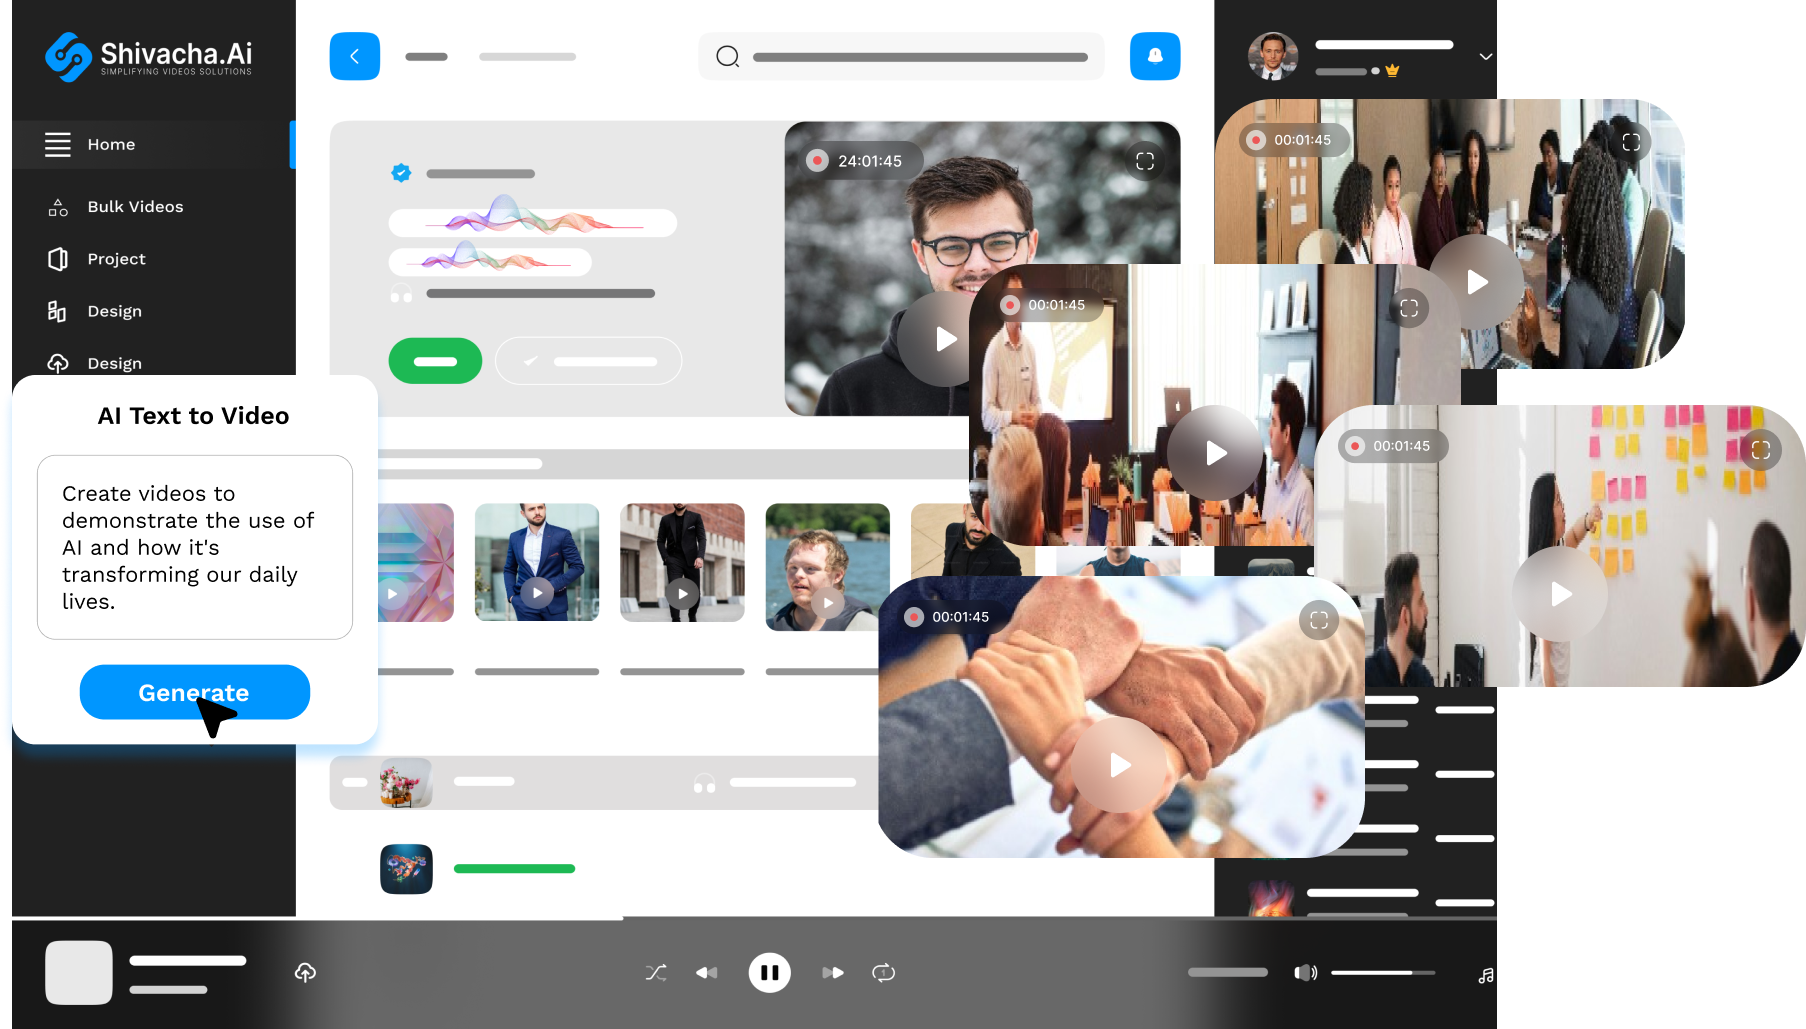 Shivacha.Ai
SIMPLIFYING VIDEOS SOLUTIONS
Home
Bulk Videos
Project
Design
Design
AI Text to Video
Create videos to
demonstrate the use of
AI and how it's
transforming our daily
lives.
Generate
24:01:45
00:01:45
00:01:45
00:01:45
00:01:45